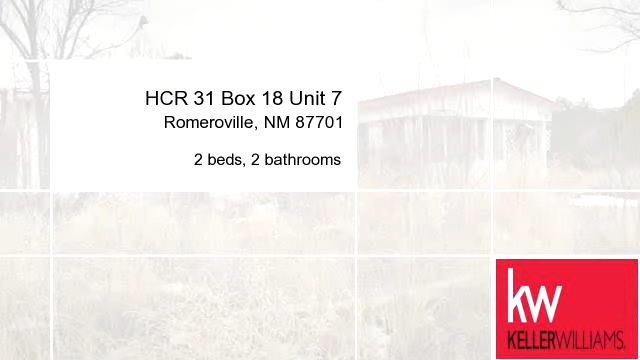 HCR 31 Box 18 Unit 7
Romeroville, NM 87701
2 beds, 2 bathrooms
kw
KELLERWILLIAMS.